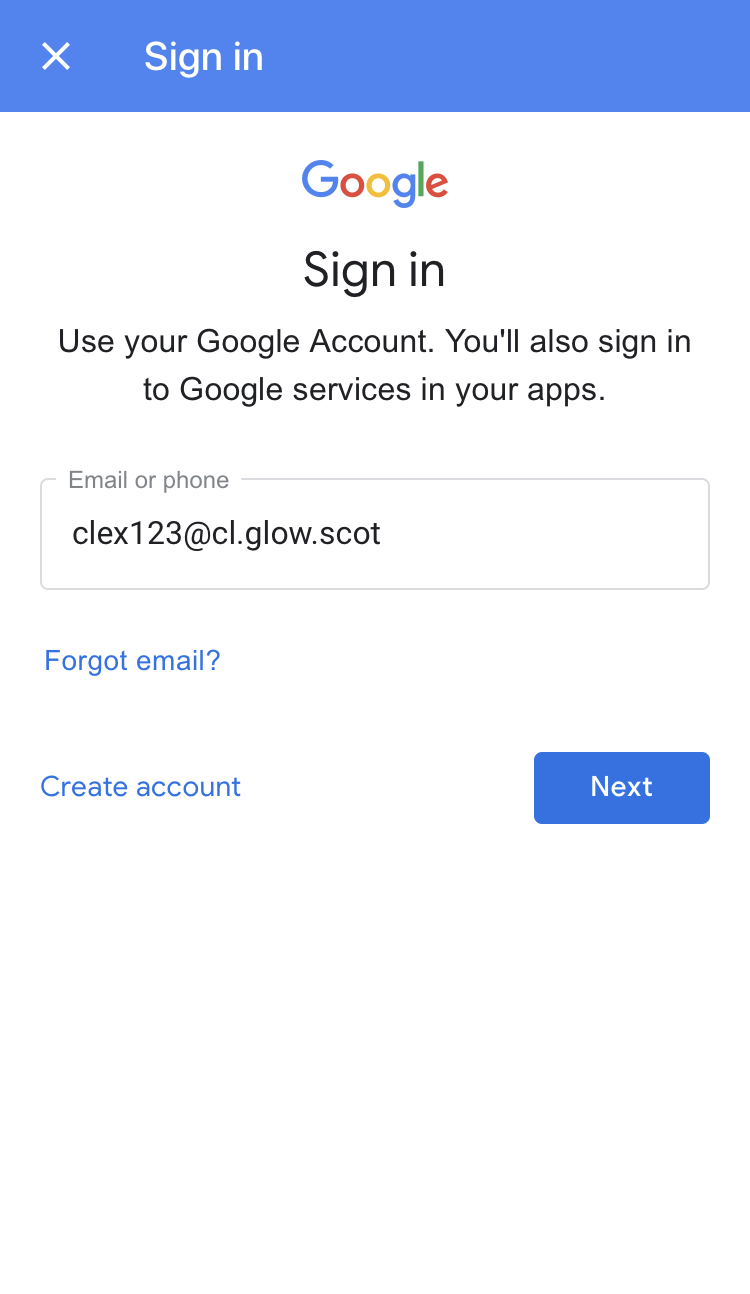 Sign in
Google
Sign in
Use your Google Account. You'll also sign in
to Google services in your apps.
Email or phone
clex123@cl.glow.scot
Forgot email?
Create account
Next